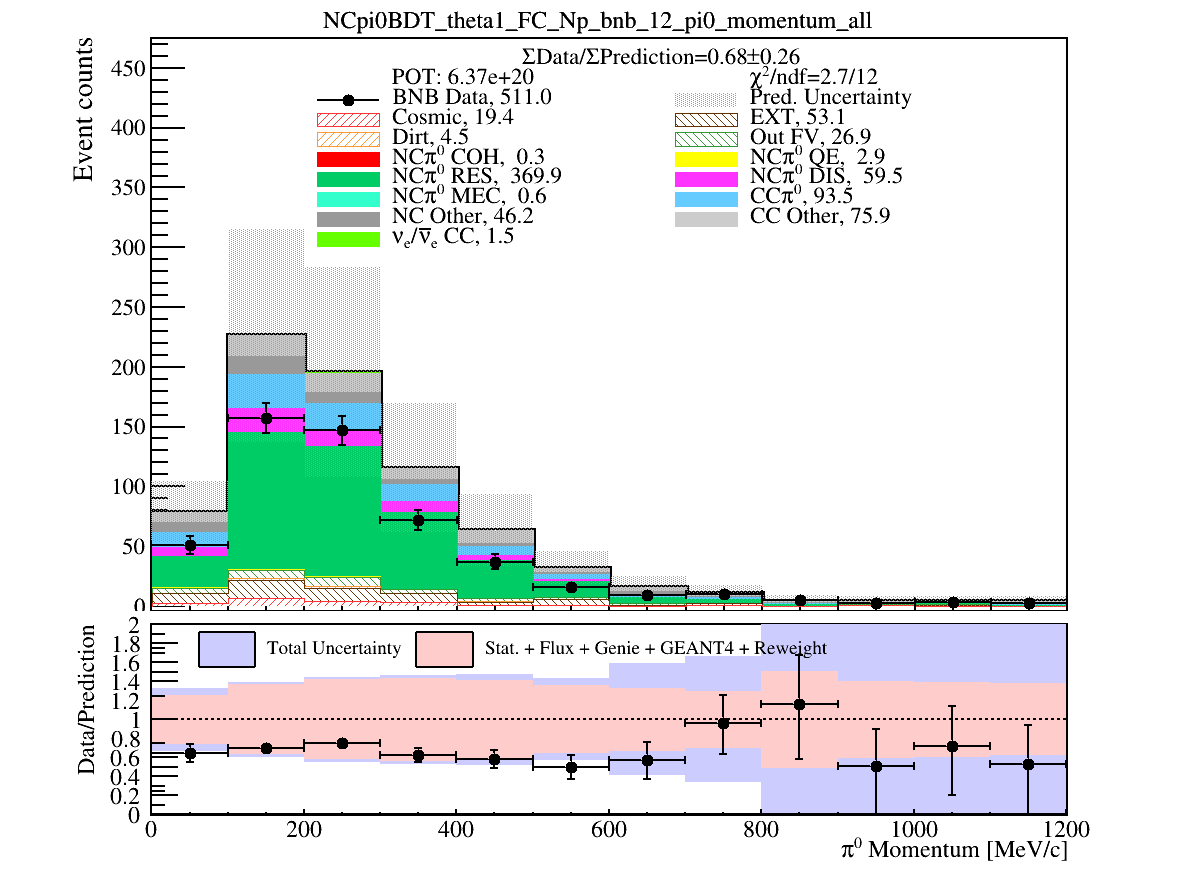 NCpi0BDT_theta1_FC_Np_bnb_12_pi0_momentum_all
ΣData/ΣPrediction=0.68±0.26
POT: 6.37e+20
χ²/ndf=2.7/12
BNB Data, 511.0
Pred. Uncertainty
Cosmic, 19.4
EXT, 53.1
Dirt, 4.5
Out FV, 26.9
NCπ⁰ COH, 0.3
NCπ⁰ QE, 2.9
NCπ⁰ RES, 369.9
NCπ⁰ DIS, 59.5
NCπ⁰ MEC, 0.6
CCπ⁰, 93.5
NC Other, 46.2
CC Other, 75.9
νₑ/ν̄ₑ CC, 1.5
Event counts
450
400
350
300
250
200
150
100
50
0
Total Uncertainty
Stat. + Flux + Genie + GEANT4 + Reweight
Data/Prediction
2
1.8
1.6
1.4
1.2
1
0.8
0.6
0.4
0.2
0
0 200 400 600 800 1000 1200
π⁰ Momentum [MeV/c]